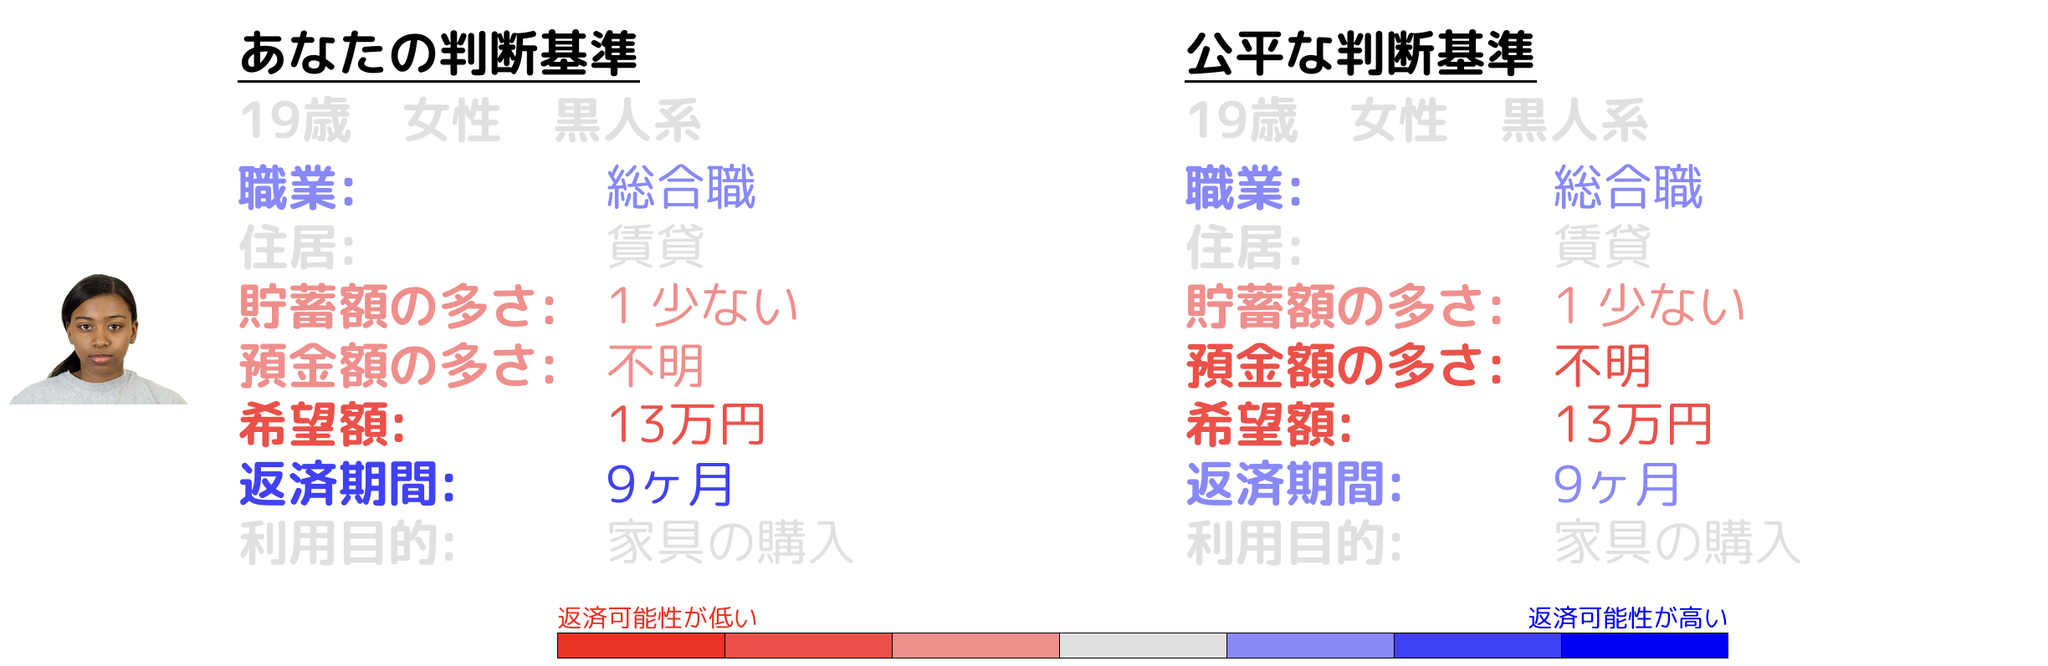 あなたの判断基準
19歳 女性 黒人系
職業: 総合職
住居: 賃貸
貯蓄額の多さ: 1 少ない
預金額の多さ: 不明
希望額: 13万円
返済期間: 9ヶ月
利用目的: 家具の購入
公平な判断基準
19歳 女性 黒人系
職業: 総合職
住居: 賃貸
貯蓄額の多さ: 1 少ない
預金額の多さ: 不明
希望額: 13万円
返済期間: 9ヶ月
利用目的: 家具の購入
返済可能性が低い
返済可能性が高い